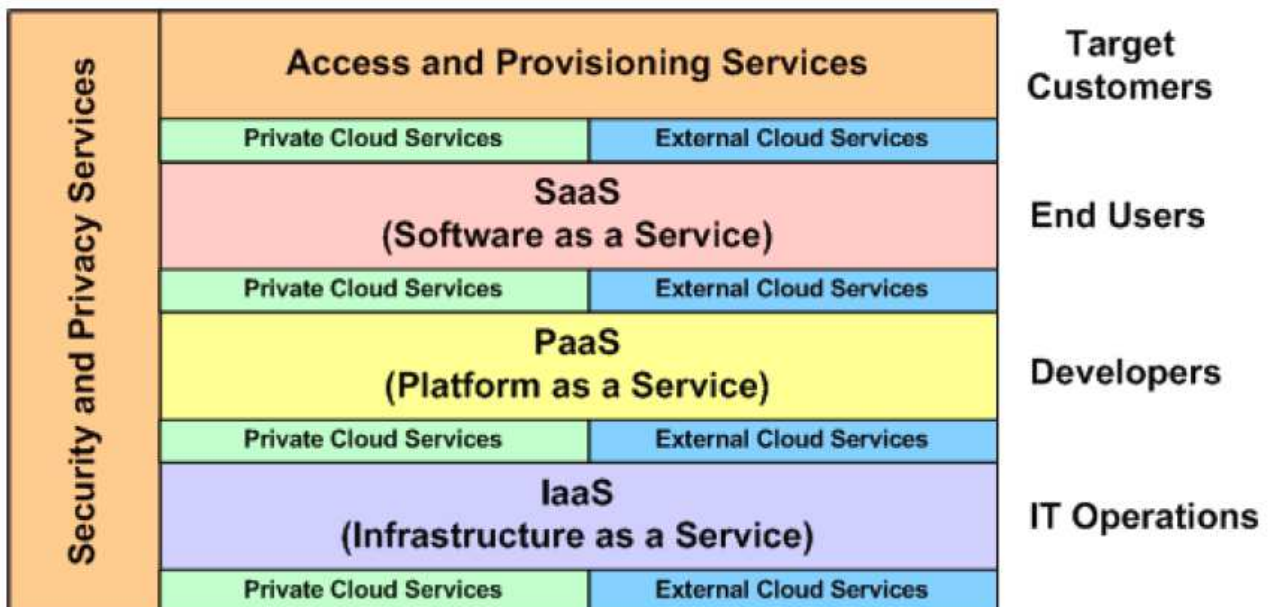 Security and Privacy Services
Access and Provisioning Services
Target
Customers
Private Cloud Services
External Cloud Services
SaaS
(Software as a Service)
End Users
Private Cloud Services
External Cloud Services
PaaS
(Platform as a Service)
Developers
Private Cloud Services
External Cloud Services
IaaS
(Infrastructure as a Service)
IT Operations
Private Cloud Services
External Cloud Services